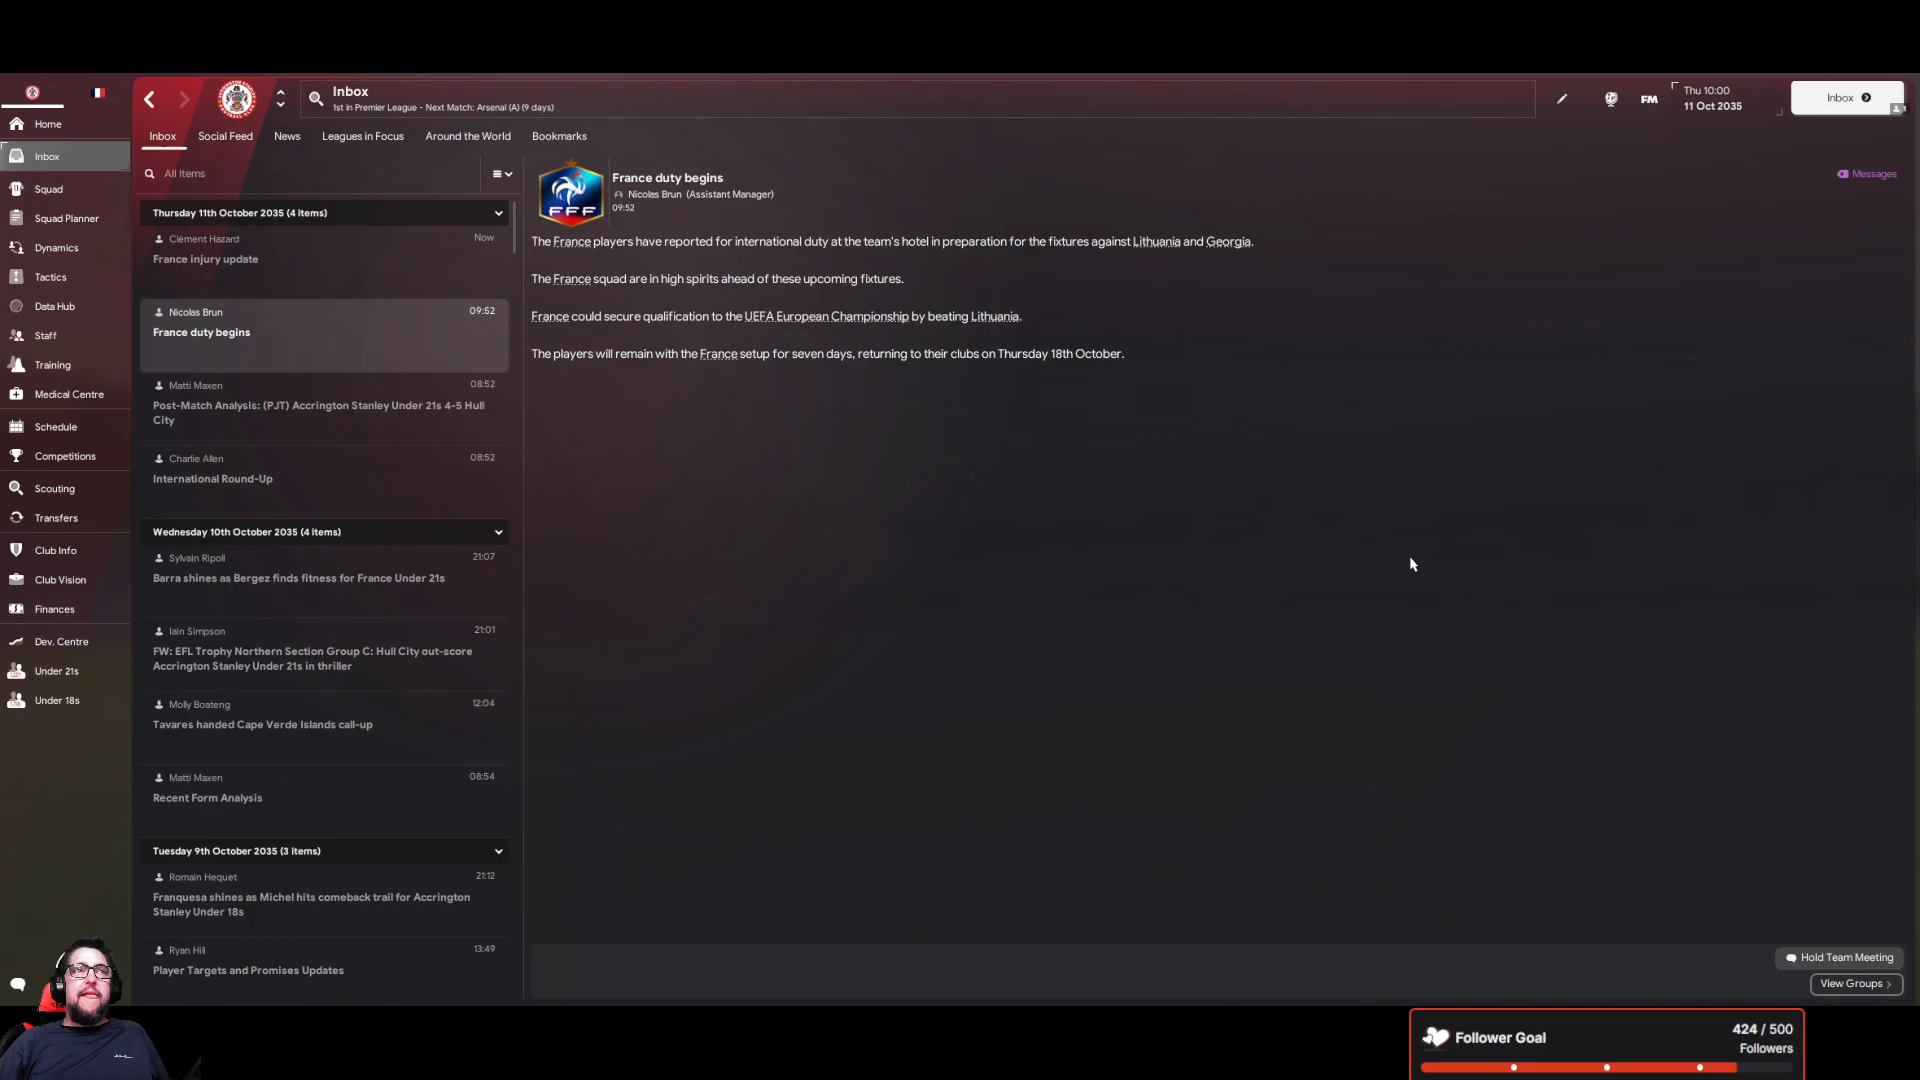 Inbox
1st in Premier League - Next Match: Arsenal (A) (9 days)
FM
Thu 10:00
11 Oct 2035
Inbox
1
Home
Inbox
Squad
Squad Planner
Dynamics
Tactics
Data Hub
Staff
Training
Medical Centre
Schedule
Competitions
Scouting
Transfers
Club Info
Club Vision
Finances
Dev. Centre
Under 21s
Under 18s
Inbox
Social Feed
News
Leagues in Focus
Around the World
Bookmarks
All Items
Thursday 11th October 2035 (4 items)
Clément Hazard
Now
France injury update
Nicolas Brun
09:52
France duty begins
Matti Maxen
08:52
Post-Match Analysis: (PJT) Accrington Stanley Under 21s 4-5 Hull
City
Charlie Allen
08:52
International Round-Up
Wednesday 10th October 2035 (4 items)
Sylvain Ripoll
21:07
Barra shines as Bergez finds fitness for France Under 21s
Iain Simpson
21:01
FW: EFL Trophy Northern Section Group C: Hull City out-score
Accrington Stanley Under 21s in thriller
Molly Boateng
12:04
Tavares handed Cape Verde Islands call-up
Matti Maxen
08:54
Recent Form Analysis
Tuesday 9th October 2035 (3 items)
Romain Hequet
21:12
Franquesa shines as Michel hits comeback trail for Accrington
Stanley Under 18s
Ryan Hill
13:49
Player Targets and Promises Updates
FFF
France duty begins
Nicolas Brun (Assistant Manager)
09:52
Messages
The France players have reported for international duty at the team's hotel in preparation for the fixtures against Lithuania and Georgia.
The France squad are in high spirits ahead of these upcoming fixtures.
France could secure qualification to the UEFA European Championship by beating Lithuania.
The players will remain with the France setup for seven days, returning to their clubs on Thursday 18th October.
Hold Team Meeting
View Groups
Follower Goal
424 / 500
Followers